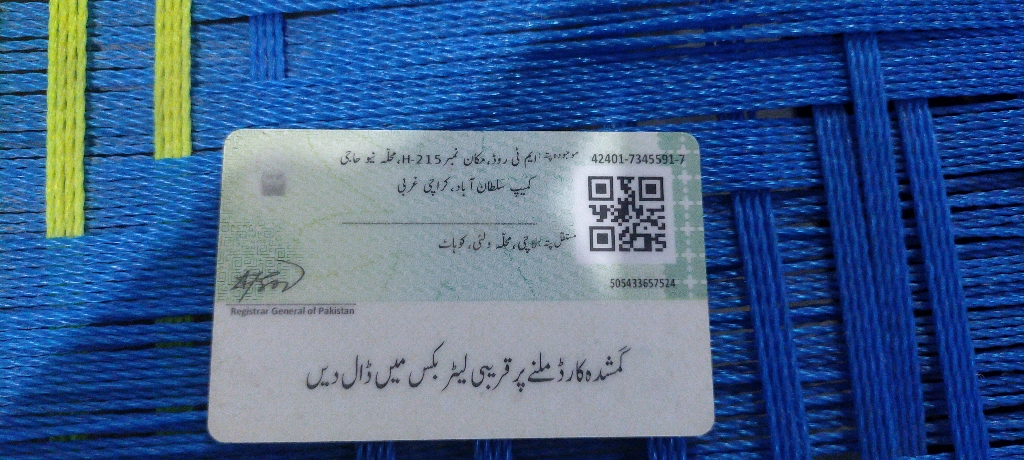 42401-7345591-7
موجودہ پتہ: ایم ٹی روڈ، مکان نمبر H-215، محلہ نیو حاجی
کیمپ سلطان آباد، کراچی غربی
مستقل پتہ: محلہ کوہاٹ
505433657524
Registrar General of Pakistan
گمشدہ کارڈ ملنے پر قریبی لیٹر بکس میں ڈال دیں